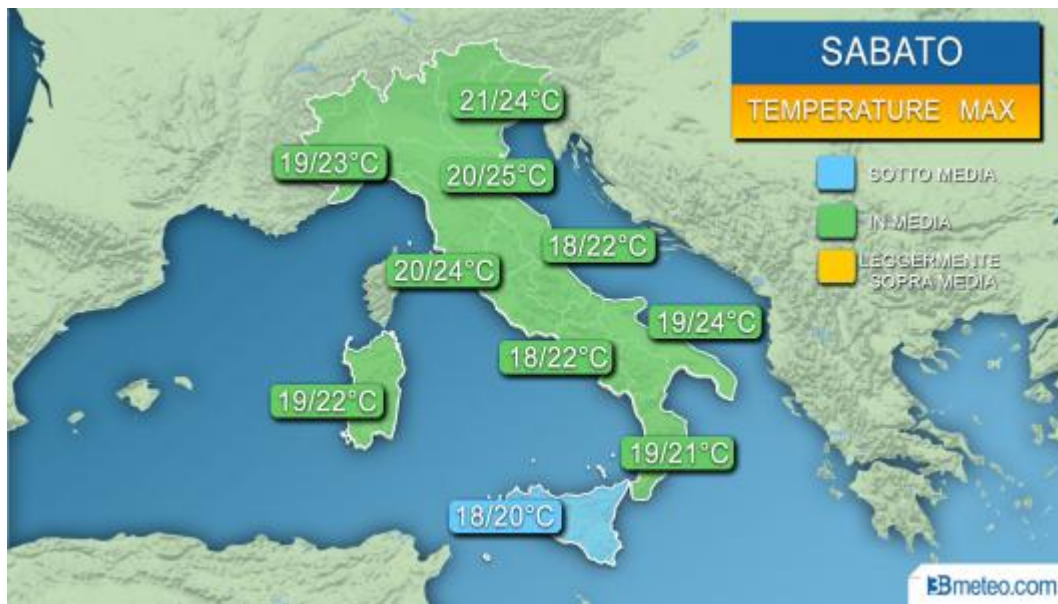 SABATO
TEMPERATURE MAX
SOTTO MEDIA
IN MEDIA
LEGGERMENTE
SOPRA MEDIA
21/24°C
19/23°C
20/25°C
18/22°C
20/24°C
19/24°C
18/22°C
19/22°C
19/21°C
18/20°C
3Bmeteo.com